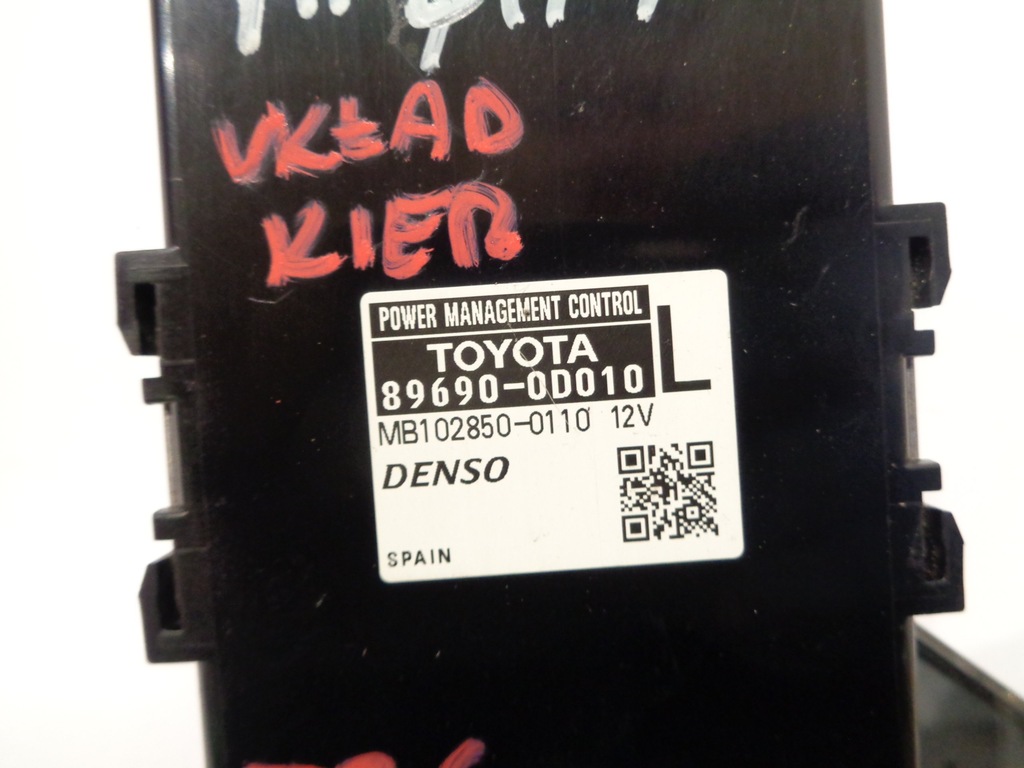 VKŁAD
KIER
POWER MANAGEMENT CONTROL
TOYOTA
89690-0D010
L
MB102850-0110 12V
DENSO
SPAIN